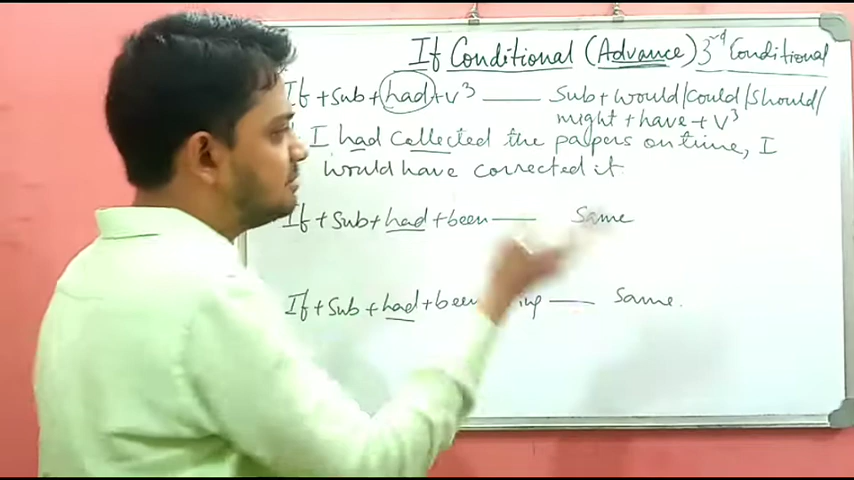 If Conditional (Advance) 3rd Conditional
If + sub + had + v3 —— Sub + would/could/should/
might + have + v3
I had collected the papers on time, I
would have corrected it
If + Sub + had + been —— Same
If + Sub + had + been ing —— Same.